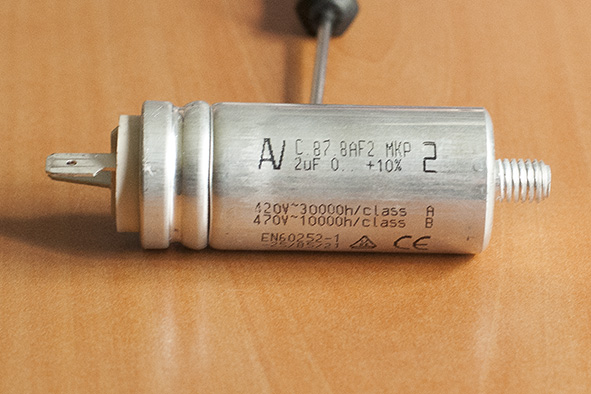 AV C.87.8AF2 MKP 2
2uF 0.. +10%
420V~30000h/class A
470V~10000h/class B
EN60252-1
CE